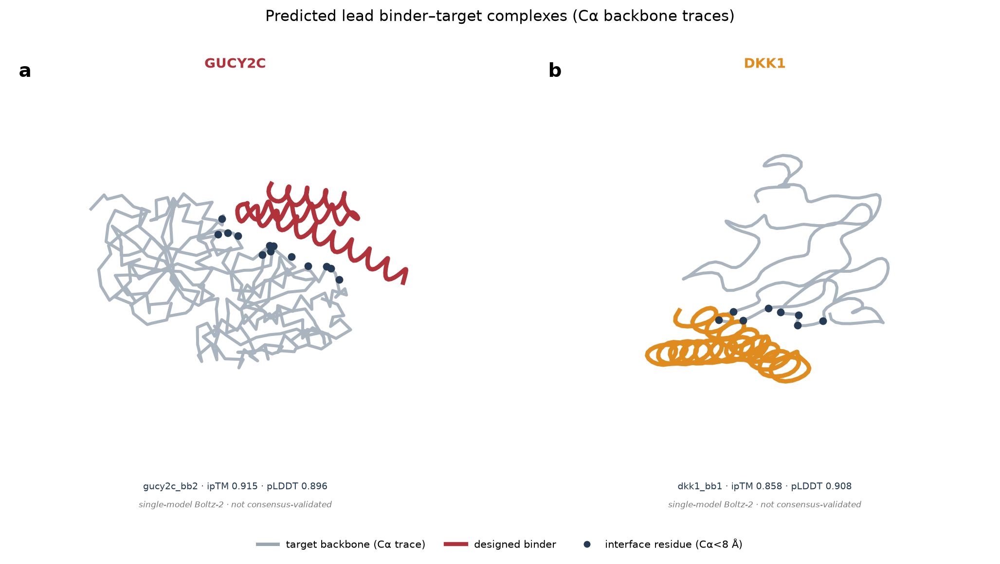 Predicted lead binder–target complexes (Cα backbone traces)
a
GUCY2C
b
DKK1
gucy2c_bb2 · ipTM 0.915 · pLDDT 0.896
single-model Boltz-2 · not consensus-validated
dkk1_bb1 · ipTM 0.858 · pLDDT 0.908
single-model Boltz-2 · not consensus-validated
target backbone (Cα trace)
designed binder
interface residue (Cα<8 Å)